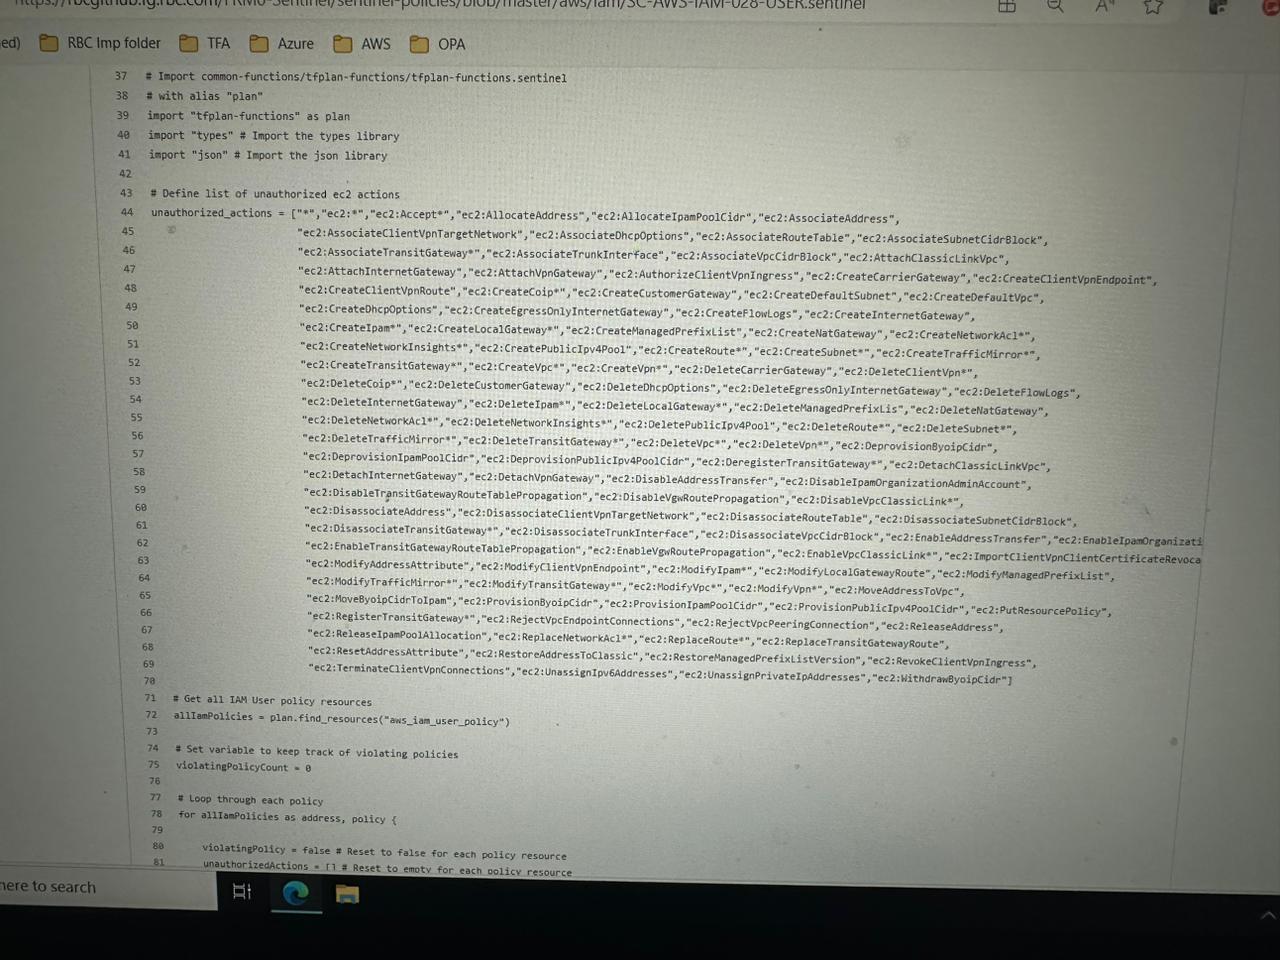 github.fg.rbc.com/FRM0-Sentinel/sentinel-policies/blob/master/aws/iam/SC-AWS-IAM-028-USER.sentinel
ed) RBC Imp folder TFA Azure AWS OPA
37 # Import common-functions/tfplan-functions/tfplan-functions.sentinel
38 # with alias "plan"
39 import "tfplan-functions" as plan
40 import "types" # Import the types library
41 import "json" # Import the json library
42
43 # Define list of unauthorized ec2 actions
44 unauthorized_actions = ["*","ec2:*","ec2:Accept*","ec2:AllocateAddress","ec2:AllocateIpamPoolCidr","ec2:AssociateAddress",
45 "ec2:AssociateClientVpnTargetNetwork","ec2:AssociateDhcpOptions","ec2:AssociateRouteTable","ec2:AssociateSubnetCidrBlock",
46 "ec2:AssociateTransitGateway*","ec2:AssociateTrunkInterface","ec2:AssociateVpcCidrBlock","ec2:AttachClassicLinkVpc",
47 "ec2:AttachInternetGateway","ec2:AttachVpnGateway","ec2:AuthorizeClientVpnIngress","ec2:CreateCarrierGateway","ec2:CreateClientVpnEndpoint",
48 "ec2:CreateClientVpnRoute","ec2:CreateCoip*","ec2:CreateCustomerGateway","ec2:CreateDefaultSubnet","ec2:CreateDefaultVpc",
49 "ec2:CreateDhcpOptions","ec2:CreateEgressOnlyInternetGateway","ec2:CreateFlowLogs","ec2:CreateInternetGateway",
50 "ec2:CreateIpam*","ec2:CreateLocalGateway*","ec2:CreateManagedPrefixList","ec2:CreateNatGateway","ec2:CreateNetworkAcl*",
51 "ec2:CreateNetworkInsights*","ec2:CreatePublicIpv4Pool","ec2:CreateRoute*","ec2:CreateSubnet*","ec2:CreateTrafficMirror*",
52 "ec2:CreateTransitGateway*","ec2:CreateVpc*","ec2:CreateVpn*","ec2:DeleteCarrierGateway","ec2:DeleteClientVpn*",
53 "ec2:DeleteCoip*","ec2:DeleteCustomerGateway","ec2:DeleteDhcpOptions","ec2:DeleteEgressOnlyInternetGateway","ec2:DeleteFlowLogs",
54 "ec2:DeleteInternetGateway","ec2:DeleteIpam*","ec2:DeleteLocalGateway*","ec2:DeleteManagedPrefixLis","ec2:DeleteNatGateway",
55 "ec2:DeleteNetworkAcl*","ec2:DeleteNetworkInsights*","ec2:DeletePublicIpv4Pool","ec2:DeleteRoute*","ec2:DeleteSubnet*",
56 "ec2:DeleteTrafficMirror*","ec2:DeleteTransitGateway*","ec2:DeleteVpc*","ec2:DeleteVpn*","ec2:DeprovisionByoipCidr",
57 "ec2:DeprovisionIpamPoolCidr","ec2:DeprovisionPublicIpv4PoolCidr","ec2:DeregisterTransitGateway*","ec2:DetachClassicLinkVpc",
58 "ec2:DetachInternetGateway","ec2:DetachVpnGateway","ec2:DisableAddressTransfer","ec2:DisableIpamOrganizationAdminAccount",
59 "ec2:DisableTransitGatewayRouteTablePropagation","ec2:DisableVgwRoutePropagation","ec2:DisableVpcClassicLink*",
60 "ec2:DisassociateAddress","ec2:DisassociateClientVpnTargetNetwork","ec2:DisassociateRouteTable","ec2:DisassociateSubnetCidrBlock",
61 "ec2:DisassociateTransitGateway*","ec2:DisassociateTrunkInterface","ec2:DisassociateVpcCidrBlock","ec2:EnableAddressTransfer","ec2:EnableIpamOrganizati
62 "ec2:EnableTransitGatewayRouteTablePropagation","ec2:EnableVgwRoutePropagation","ec2:EnableVpcClassicLink*","ec2:ImportClientVpnClientCertificateRevoca
63 "ec2:ModifyAddressAttribute","ec2:ModifyClientVpnEndpoint","ec2:ModifyIpam*","ec2:ModifyLocalGatewayRoute","ec2:ModifyManagedPrefixList",
64 "ec2:ModifyTrafficMirror*","ec2:ModifyTransitGateway*","ec2:ModifyVpc*","ec2:ModifyVpn*","ec2:MoveAddressToVpc",
65 "ec2:MoveByoipCidrToIpam","ec2:ProvisionByoipCidr","ec2:ProvisionIpamPoolCidr","ec2:ProvisionPublicIpv4PoolCidr","ec2:PutResourcePolicy",
66 "ec2:RegisterTransitGateway*","ec2:RejectVpcEndpointConnections","ec2:RejectVpcPeeringConnection","ec2:ReleaseAddress",
67 "ec2:ReleaseIpamPoolAllocation","ec2:ReplaceNetworkAcl*","ec2:ReplaceRoute*","ec2:ReplaceTransitGatewayRoute",
68 "ec2:ResetAddressAttribute","ec2:RestoreAddressToClassic","ec2:RestoreManagedPrefixListVersion","ec2:RevokeClientVpnIngress",
69 "ec2:TerminateClientVpnConnections","ec2:UnassignIpv6Addresses","ec2:UnassignPrivateIpAddresses","ec2:WithdrawByoipCidr"]
70
71 # Get all IAM User policy resources
72 allIamPolicies = plan.find_resources("aws_iam_user_policy")
73
74 # Set variable to keep track of violating policies
75 violatingPolicyCount = 0
76
77 # Loop through each policy
78 for allIamPolicies as address, policy {
79
80 violatingPolicy = false # Reset to false for each policy resource
81 unauthorizedActions = [] # Reset to empty for each policy resource
here to search